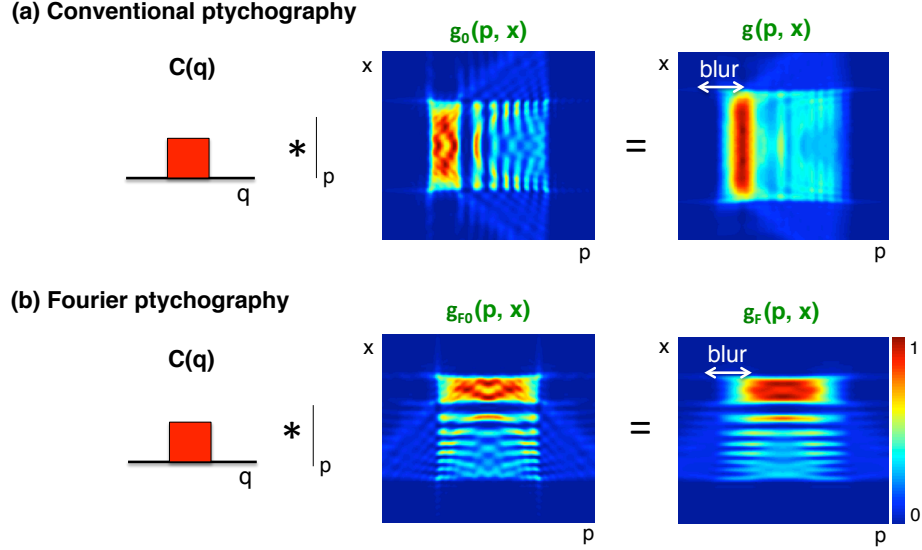 (a) Conventional ptychography
g₀(p, x)
g(p, x)
C(q)
x
x
blur
* p
=
q
p
p
(b) Fourier ptychography
gF0(p, x)
gF(p, x)
C(q)
x
x
blur
1
* p
=
q
0
p
p